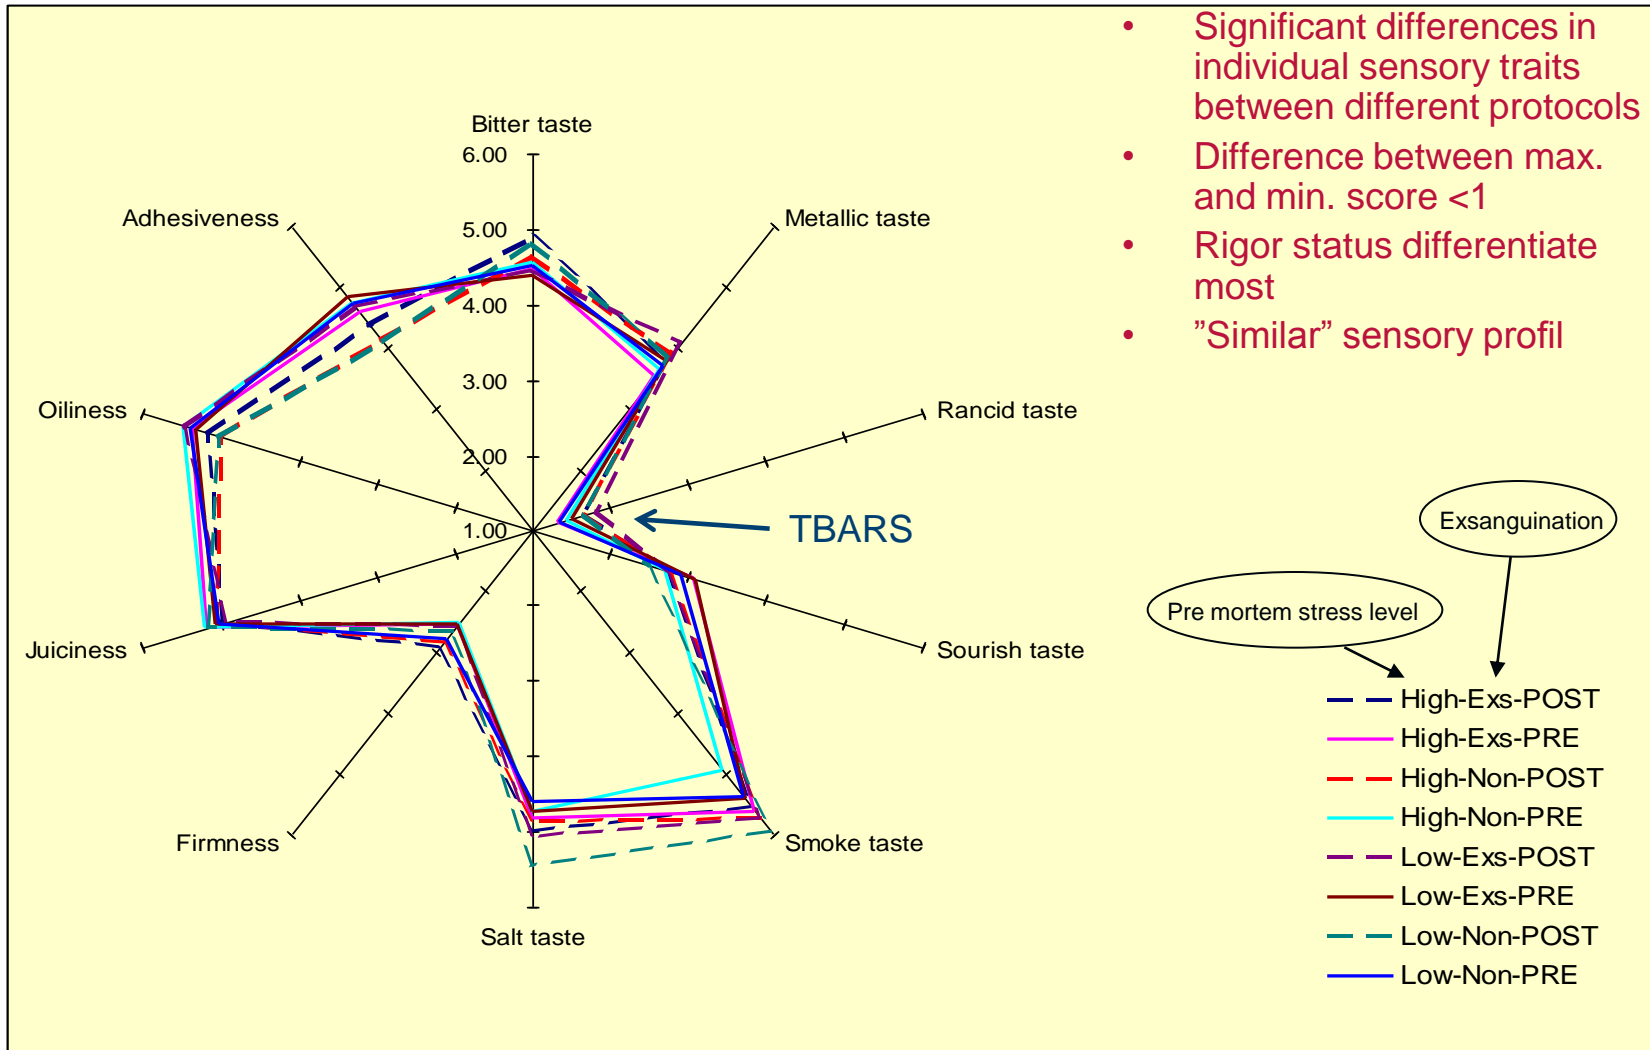 • Significant differences in
individual sensory traits
between different protocols
• Difference between max.
and min. score <1
• Rigor status differentiate
most
• ”Similar” sensory profil
Bitter taste
6.00
5.00
4.00
3.00
2.00
1.00
Metallic taste
Rancid taste
Sourish taste
Smoke taste
Salt taste
Firmness
Juiciness
Oiliness
Adhesiveness
TBARS
Exsanguination
Pre mortem stress level
High-Exs-POST
High-Exs-PRE
High-Non-POST
High-Non-PRE
Low-Exs-POST
Low-Exs-PRE
Low-Non-POST
Low-Non-PRE